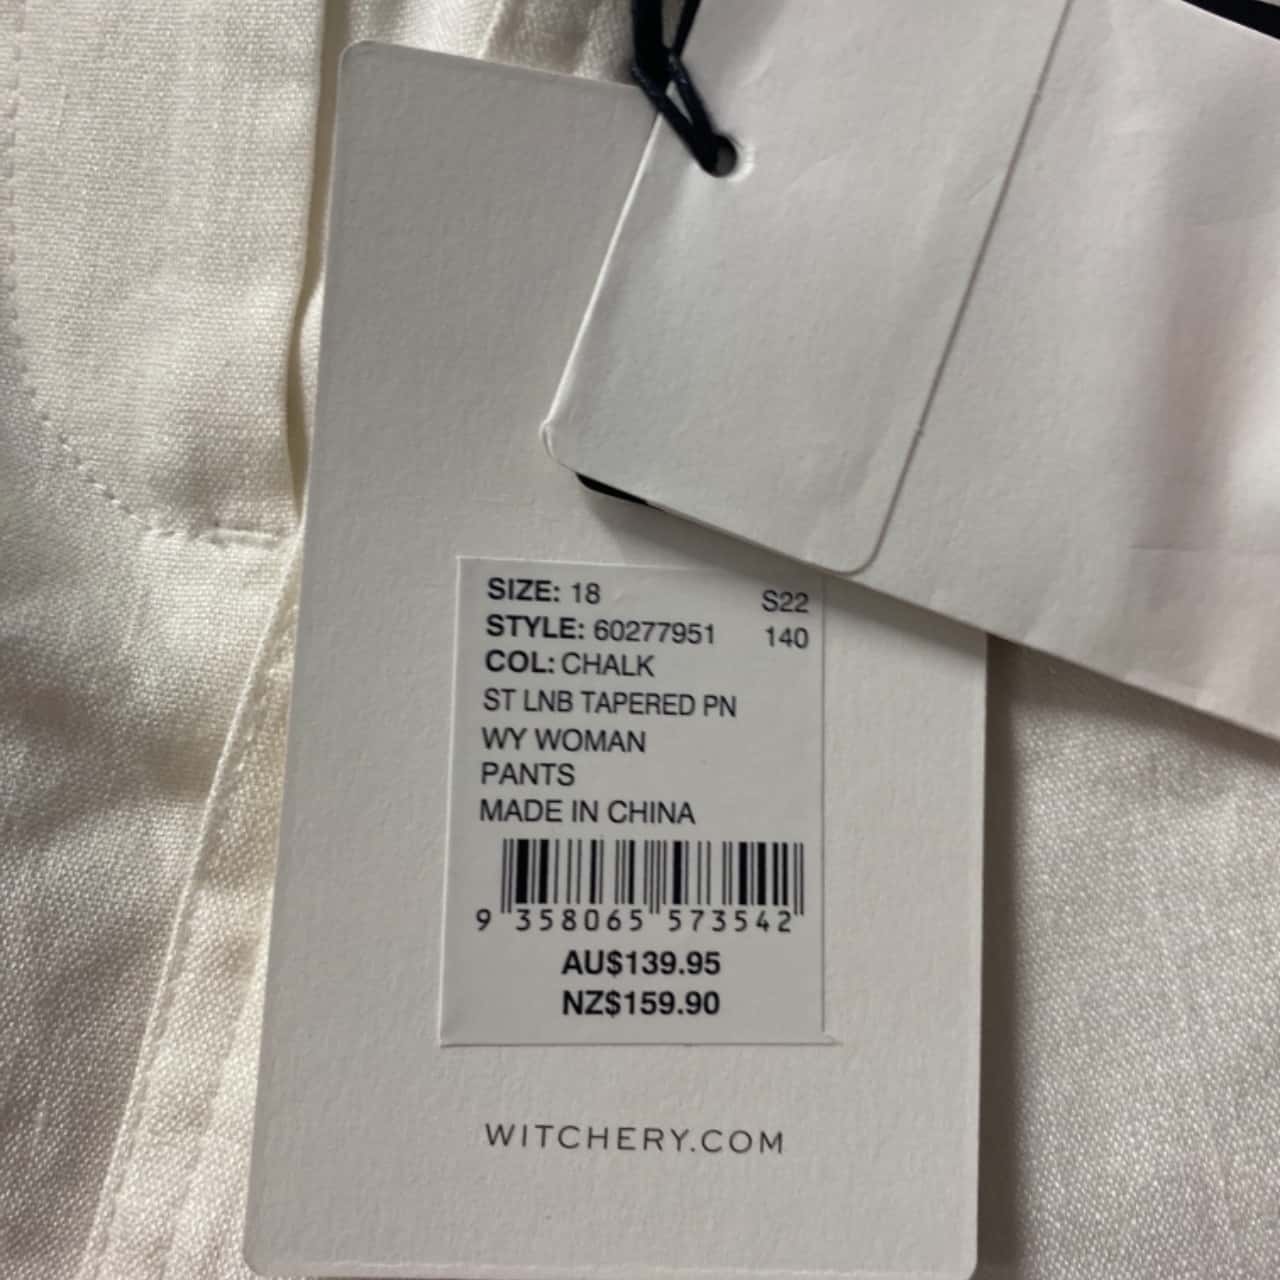 SIZE: 18 S22
STYLE: 60277951 140
COL: CHALK
ST LNB TAPERED PN
WY WOMAN
PANTS
MADE IN CHINA
9 358065 573542
AU$139.95
NZ$159.90
WITCHERY.COM